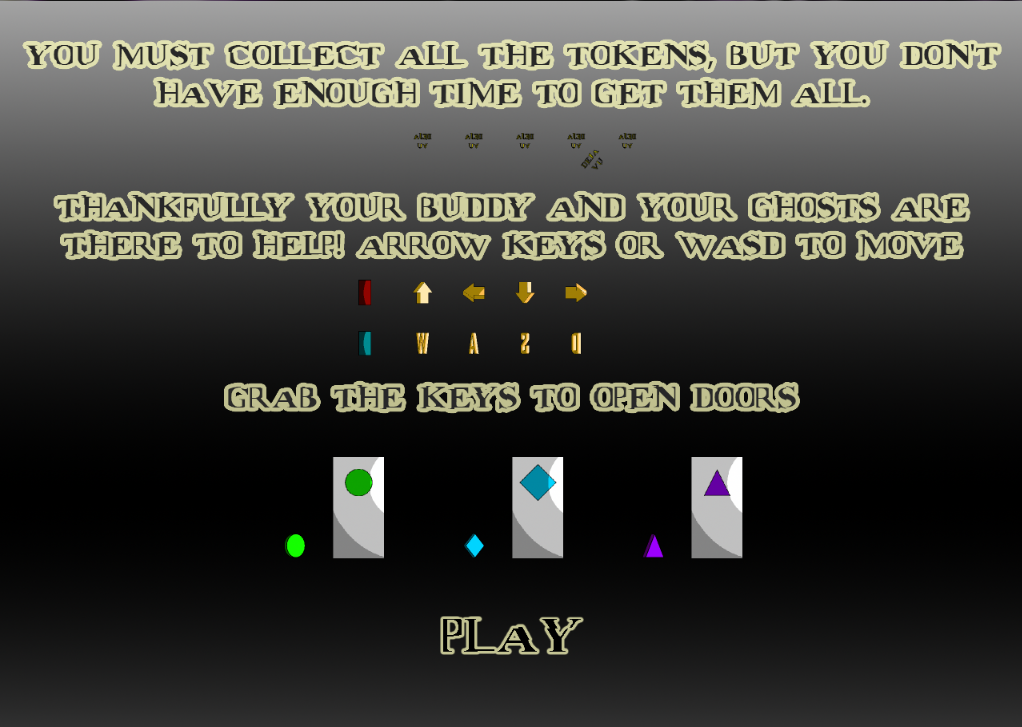 YOU MUST COLLECT ALL THE TOKENS, BUT YOU DON'T
HAVE ENOUGH TIME TO GET THEM ALL.
THANKFULLY YOUR BUDDY AND YOUR GHOSTS ARE
THERE TO HELP! ARROW KEYS OR WASD TO MOVE
W A S D
GRAB THE KEYS TO OPEN DOORS
PLAY